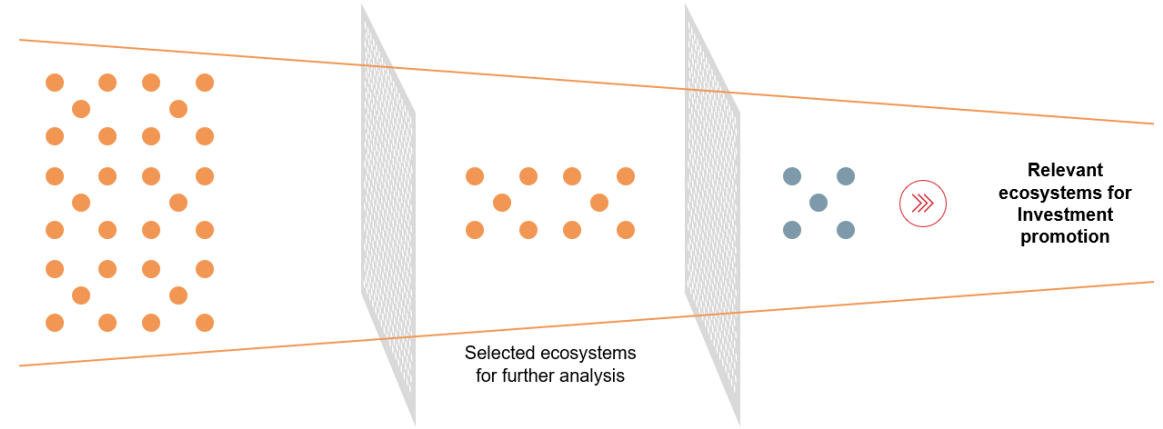 Relevant
ecosystems for
Investment
promotion
Selected ecosystems
for further analysis